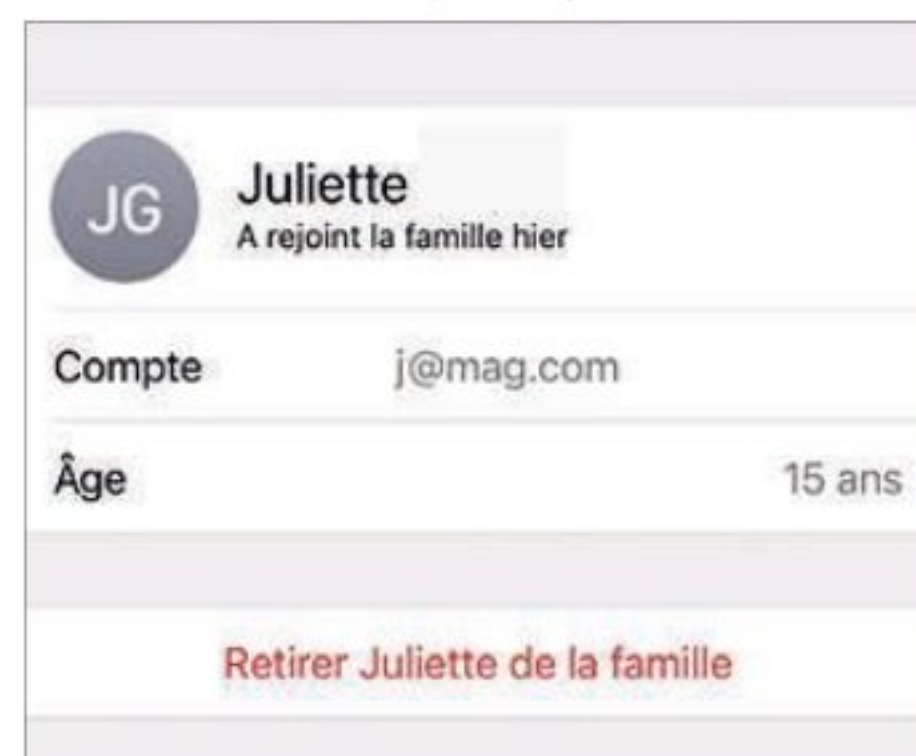 JG
Juliette
A rejoint la famille hier
Compte j@mag.com
Âge 15 ans
Retirer Juliette de la famille